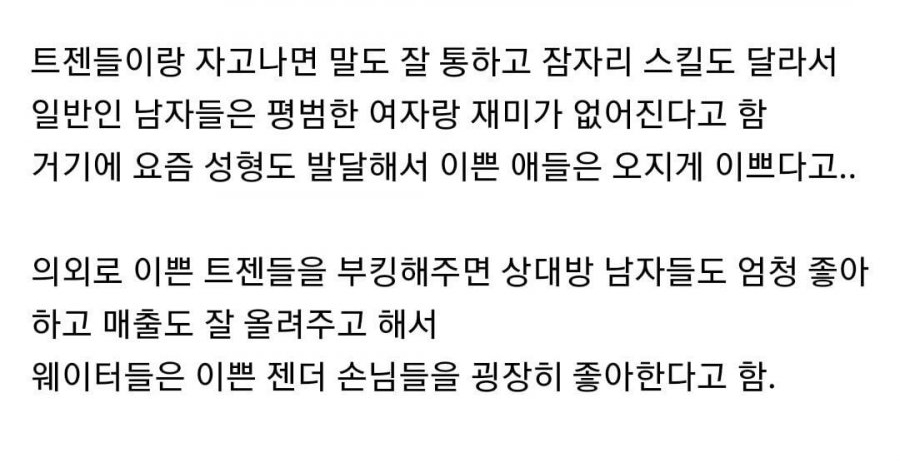 트젠들이랑 자고나면 말도 잘 통하고 잠자리 스킬도 달라서
일반인 남자들은 평범한 여자랑 재미가 없어진다고 함
거기에 요즘 성형도 발달해서 이쁜 애들은 오지게 이쁘다고..
의외로 이쁜 트젠들을 부킹해주면 상대방 남자들도 엄청 좋아
하고 매출도 잘 올려주고 해서
웨이터들은 이쁜 젠더 손님들을 굉장히 좋아한다고 함.